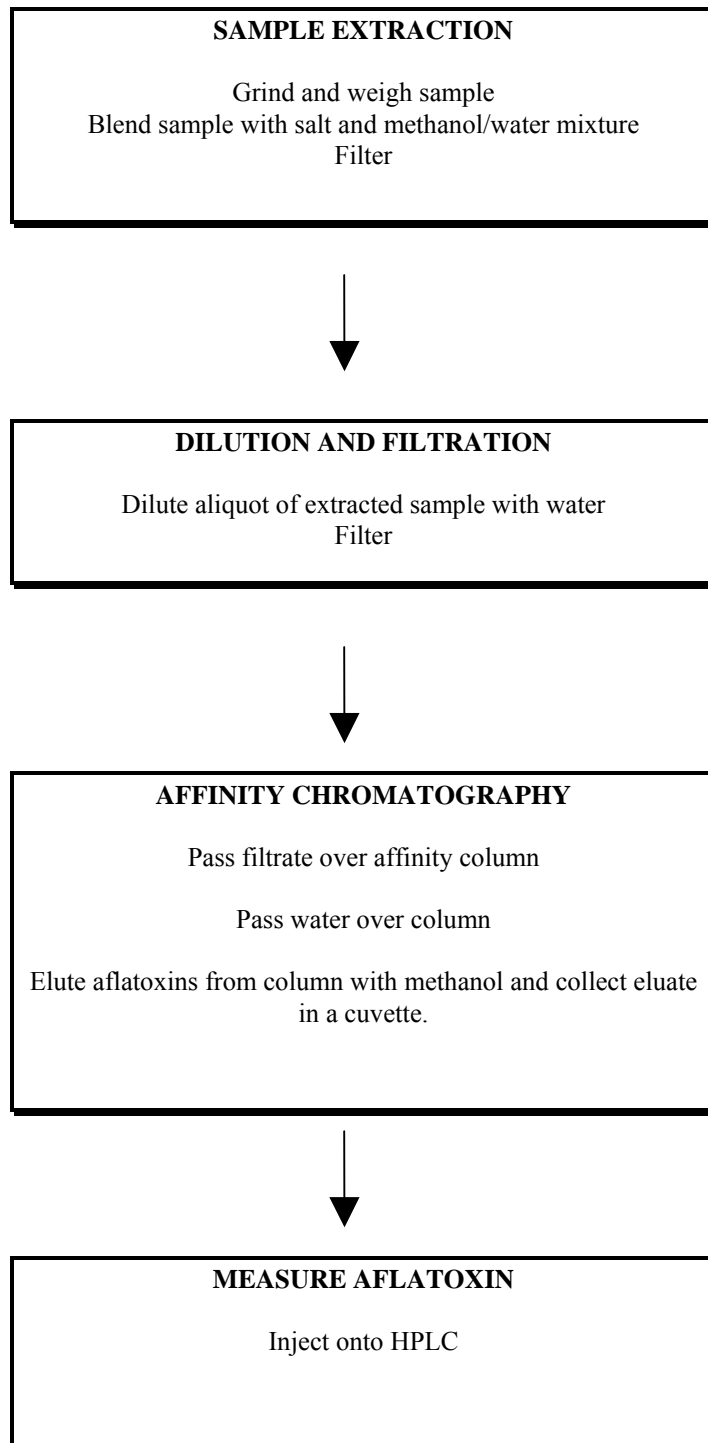 SAMPLE EXTRACTION
Grind and weigh sample
Blend sample with salt and methanol/water mixture
Filter
DILUTION AND FILTRATION
Dilute aliquot of extracted sample with water
Filter
AFFINITY CHROMATOGRAPHY
Pass filtrate over affinity column
Pass water over column
Elute aflatoxins from column with methanol and collect eluate
in a cuvette.
MEASURE AFLATOXIN
Inject onto HPLC